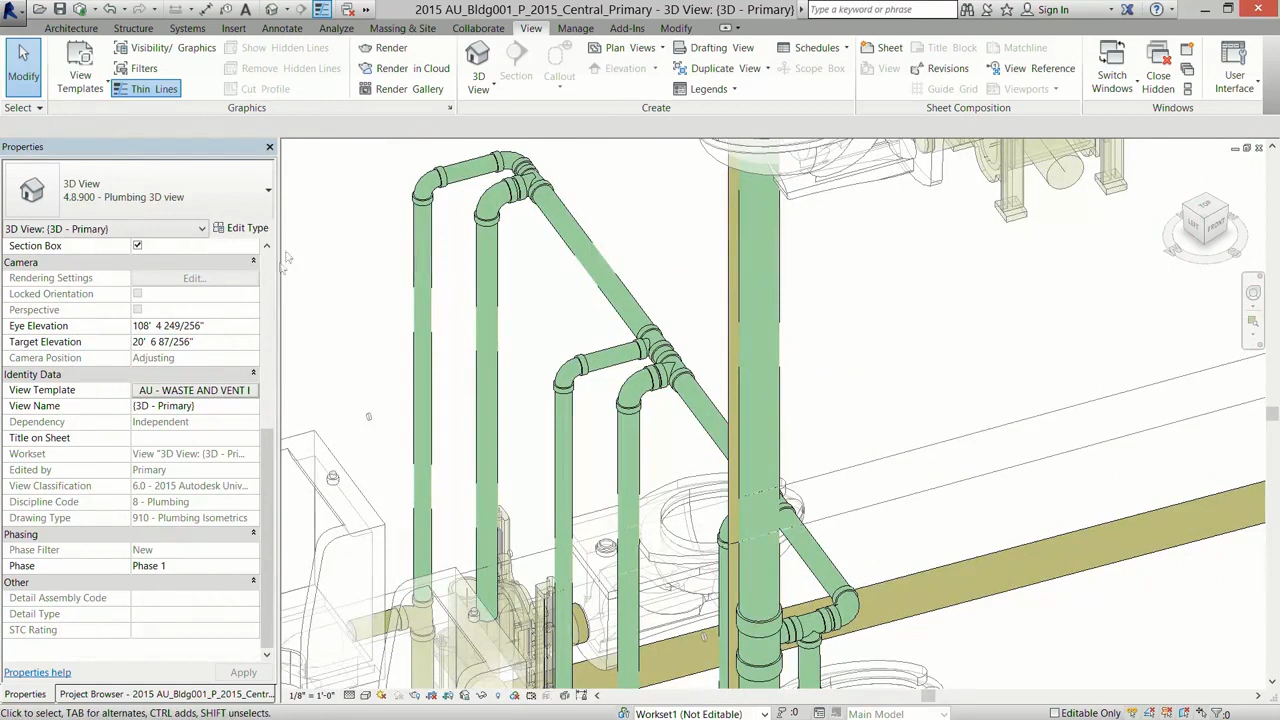 2015 AU_Bldg001_P_2015_Central_Primary - 3D View: {3D - Primary}
Type a keyword or phrase
Sign In
Architecture Structure Systems Insert Annotate Analyze Massing & Site Collaborate View Manage Add-Ins Modify
Modify
View Templates
Visibility/ Graphics
Filters
Thin Lines
Show Hidden Lines
Remove Hidden Lines
Cut Profile
Render
Render in Cloud
Render Gallery
3D View
Section
Callout
Plan Views
Elevation
Drafting View
Duplicate View
Legends
Schedules
Scope Box
Sheet
View
Title Block
Revisions
Guide Grid
Matchline
View Reference
Viewports
Switch Windows
Close Hidden
User Interface
Select Graphics Create Sheet Composition Windows
Properties
3D View
4.8.900 - Plumbing 3D view
3D View: {3D - Primary} Edit Type
Section Box
Camera
Rendering Settings Edit...
Locked Orientation
Perspective
Eye Elevation 108' 4 249/256"
Target Elevation 20' 6 87/256"
Camera Position Adjusting
Identity Data
View Template AU - WASTE AND VENT I
View Name {3D - Primary}
Dependency Independent
Title on Sheet
Workset View "3D View: {3D - Pri...
Edited by Primary
View Classification 6.0 - 2015 Autodesk Univ...
Discipline Code 8 - Plumbing
Drawing Type 910 - Plumbing Isometrics
Phasing
Phase Filter New
Phase Phase 1
Other
Detail Assembly Code
Detail Type
STC Rating
Properties help Apply
Properties Project Browser - 2015 AU_Bldg001_P_2015_Centr...
TOP
LEFT FRONT
1/8" = 1'-0"
Click to select, TAB for alternates, CTRL adds, SHIFT unselects.
Workset1 (Not Editable)
:0
Main Model
Editable Only
:0